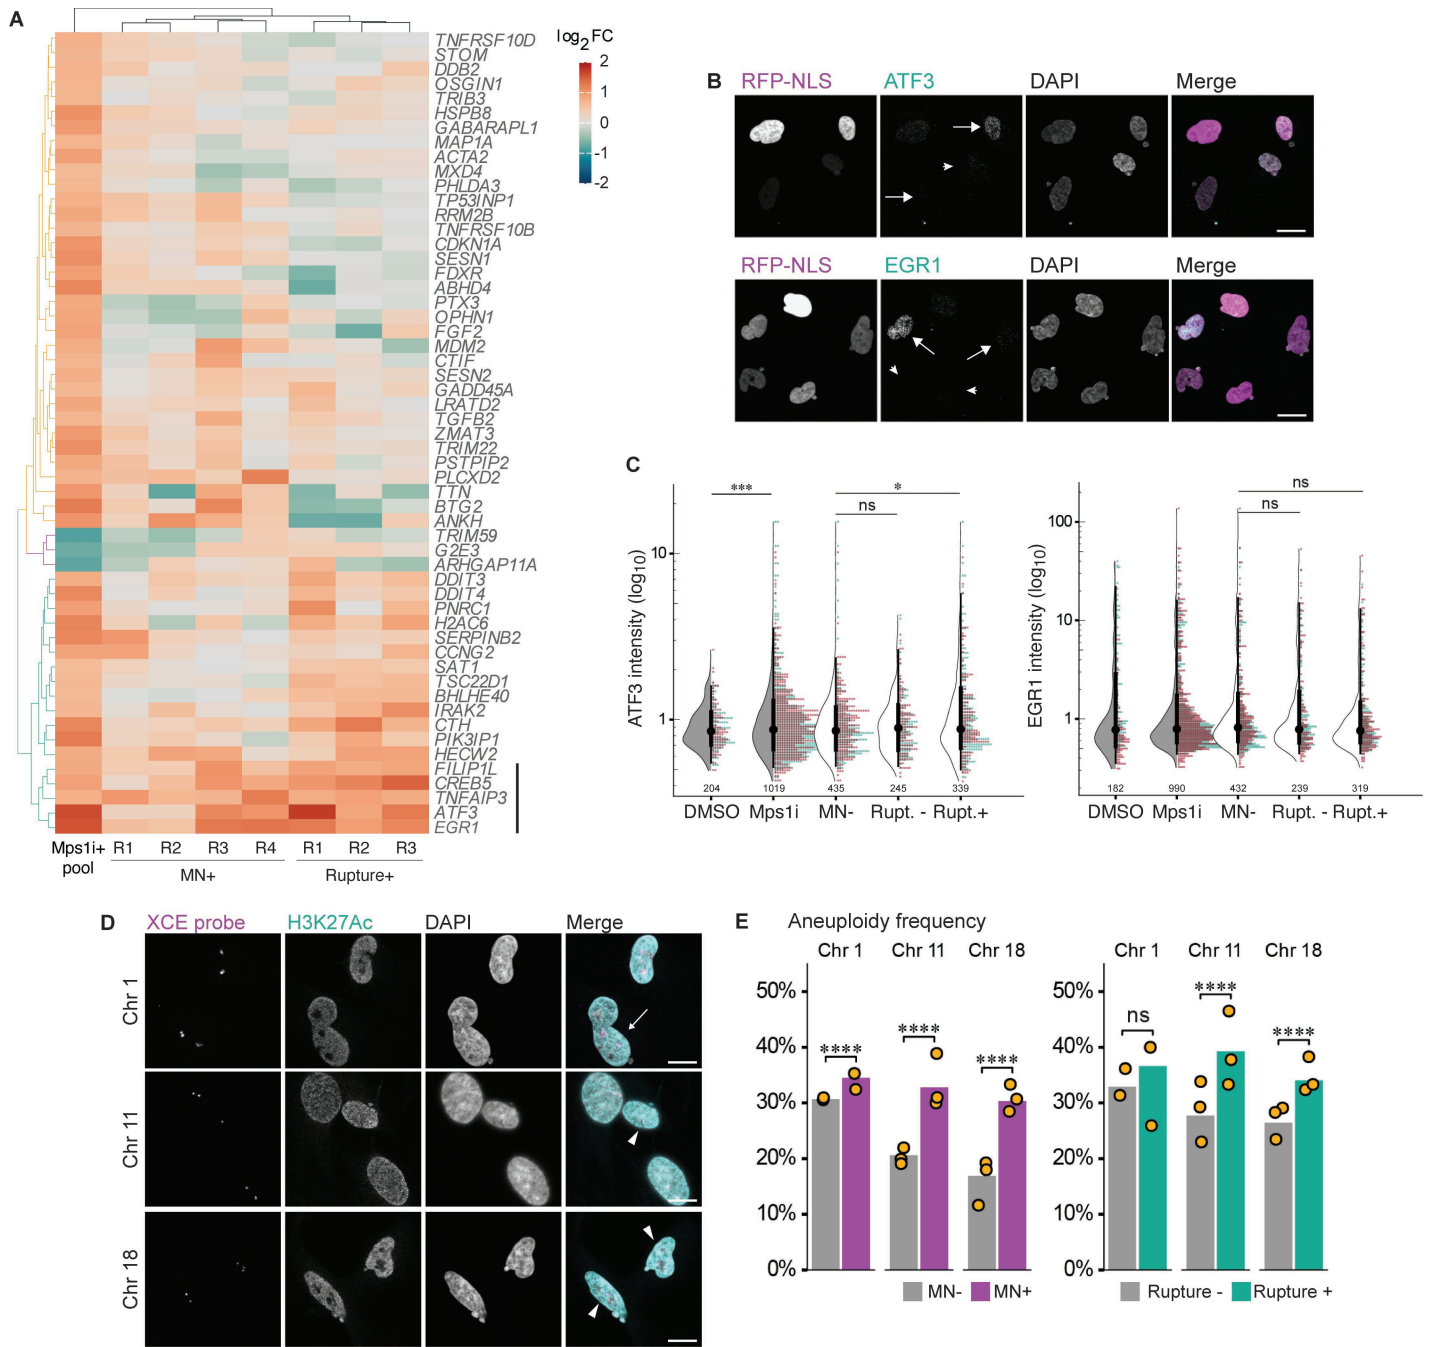 A
log2FC
2
1
0
-1
-2
TNFRSF10D
STOM
DDB2
OSGIN1
TRIB3
HSPB8
GABARAPL1
MAP1A
ACTA2
MXD4
PHLDA3
TP53INP1
RRM2B
TNFRSF10B
CDKN1A
SESN1
FDXR
ABHD4
PTX3
OPHN1
FGF2
MDM2
CTIF
SESN2
GADD45A
LRATD2
TGFB2
ZMAT3
TRIM22
PSTPIP2
PLCXD2
TTN
BTG2
ANKH
TRIM59
G2E3
ARHGAP11A
DDIT3
DDIT4
PNRC1
H2AC6
SERPINB2
CCNG2
SAT1
TSC22D1
BHLHE40
IRAK2
CTH
PIK3IP1
HECW2
FILIP1L
CREB5
TNFAIP3
ATF3
EGR1
Mps1i+ pool R1 R2 R3 R4 R1 R2 R3
MN+ Rupture+
B
RFP-NLS ATF3 DAPI Merge
RFP-NLS EGR1 DAPI Merge
C
ATF3 intensity (log10)
10
1
*** * ns
204 1019 435 245 339
DMSO Mps1i MN- Rupt. - Rupt.+
EGR1 intensity (log10)
100
10
1
ns
ns
182 990 432 239 319
DMSO Mps1i MN- Rupt. - Rupt.+
D
XCE probe H3K27Ac DAPI Merge
Chr 1
Chr 11
Chr 18
E Aneuploidy frequency
Chr 1 Chr 11 Chr 18
50%
40%
30%
20%
10%
0%
**** **** ****
MN- MN+
Chr 1 Chr 11 Chr 18
50%
40%
30%
20%
10%
0%
ns **** ****
Rupture - Rupture +